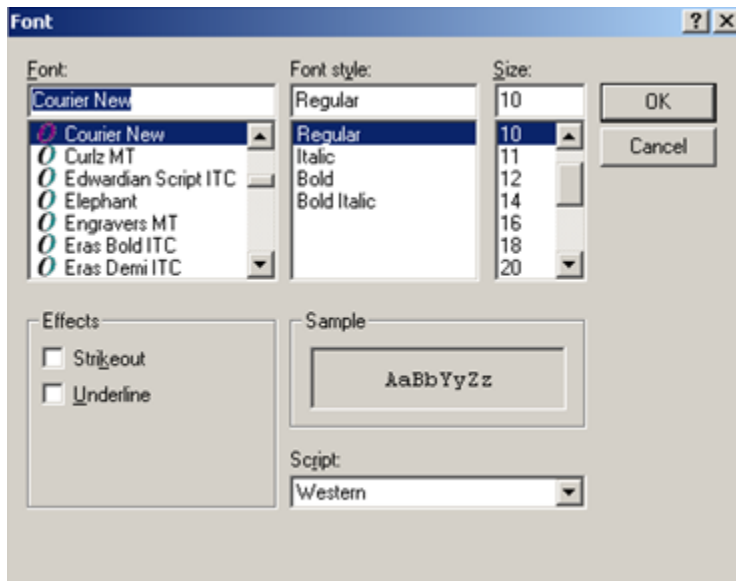 Font
Font: Font style: Size:
Courier New Regular 10 OK
Courier New Regular 10 Cancel
Curlz MT Italic 11
Edwardian Script ITC Bold 12
Elephant Bold Italic 14
Engravers MT 16
Eras Bold ITC 18
Eras Demi ITC 20
Effects Sample
Strikeout
AaBbYyZz
Underline
Script:
Western